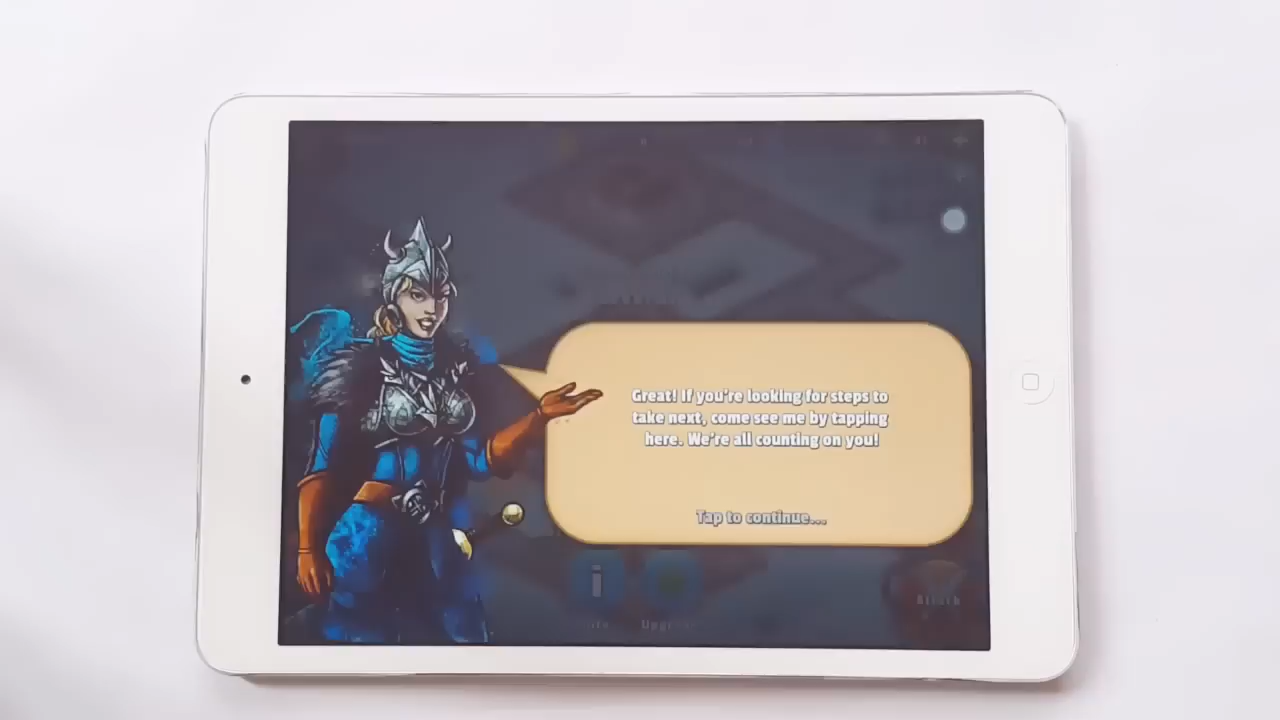 Great! If you're looking for steps to
take next, come see me by tapping
here. We're all counting on you!
Tap to continue...
i
Attack